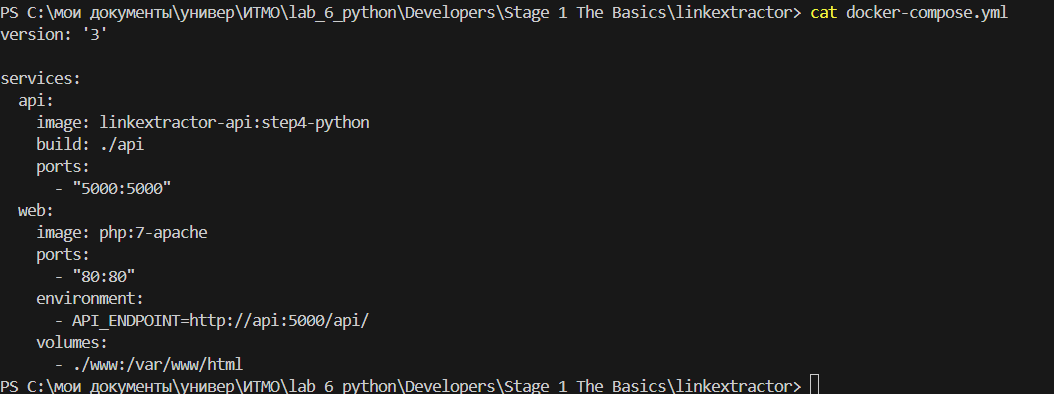 PS C:\мои документы\универ\ИТМО\lab_6_python\Developers\Stage 1 The Basics\linkextractor> cat docker-compose.yml
version: '3'

services:
  api:
    image: linkextractor-api:step4-python
    build: ./api
    ports:
      - "5000:5000"
  web:
    image: php:7-apache
    ports:
      - "80:80"
    environment:
      - API_ENDPOINT=http://api:5000/api/
    volumes:
      - ./www:/var/www/html
PS C:\мои документы\универ\ИТМО\lab_6_python\Developers\Stage 1 The Basics\linkextractor>